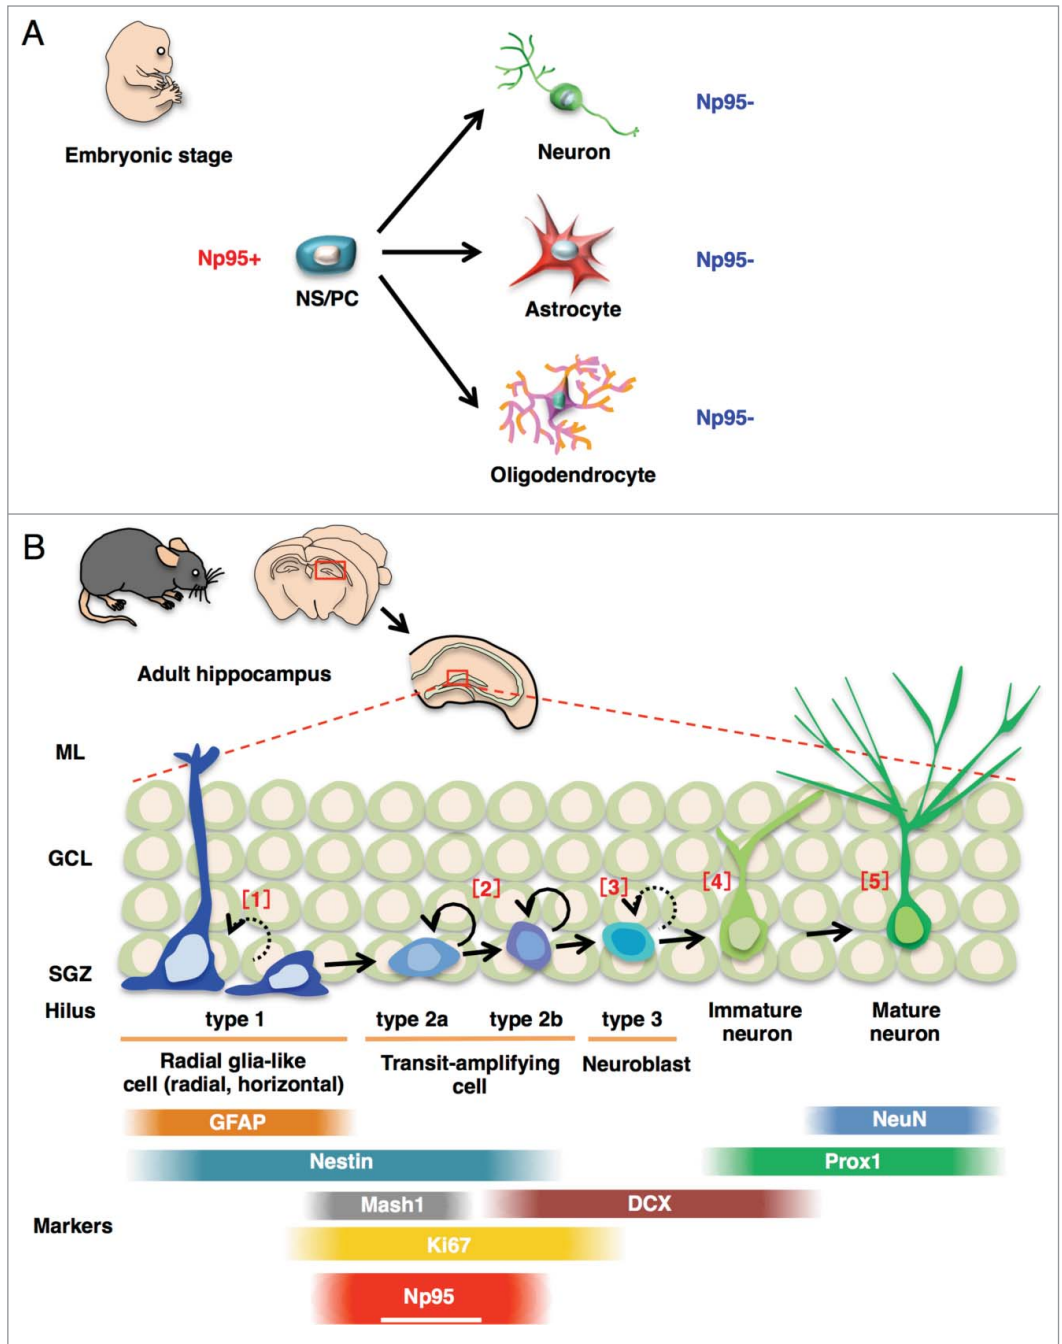 A
Embryonic stage
Neuron
Np95-
Np95+
NS/PC
Astrocyte
Np95-
Oligodendrocyte
Np95-
B
Adult hippocampus
ML
GCL
SGZ
Hilus
[1]
[2]
[3]
[4]
[5]
type 1
type 2a
type 2b
type 3
Immature
neuron
Mature
neuron
Radial glia-like
cell (radial, horizontal)
Transit-amplifying
cell
Neuroblast
GFAP
NeuN
Nestin
Prox1
Mash1
DCX
Markers
Ki67
Np95